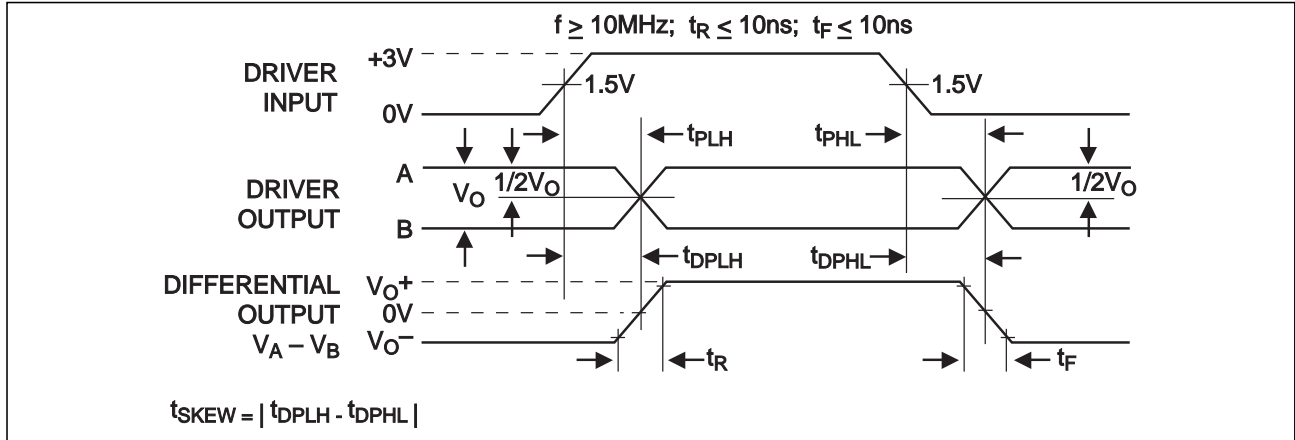 f ≥ 10MHz; tR ≤ 10ns; tF ≤ 10ns
+3V
DRIVER
INPUT
1.5V
1.5V
0V
tPLH
tPHL
A
DRIVER
OUTPUT
VO
1/2VO
1/2VO
B
tDPLH
tDPHL
DIFFERENTIAL
OUTPUT
VA – VB
VO+
0V
VO–
tR
tF
tSKEW = | tDPLH - tDPHL |